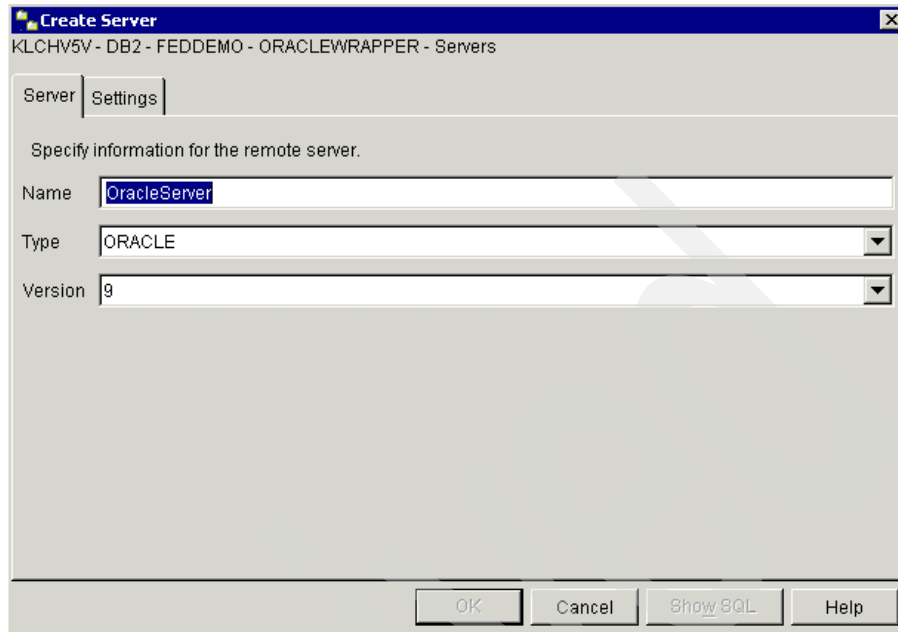 Create Server
KLCHV5V - DB2 - FEDDEMO - ORACLEWRAPPER - Servers
Server Settings
Specify information for the remote server.
Name OracleServer
Type ORACLE
Version 9
OK Cancel Show SQL Help